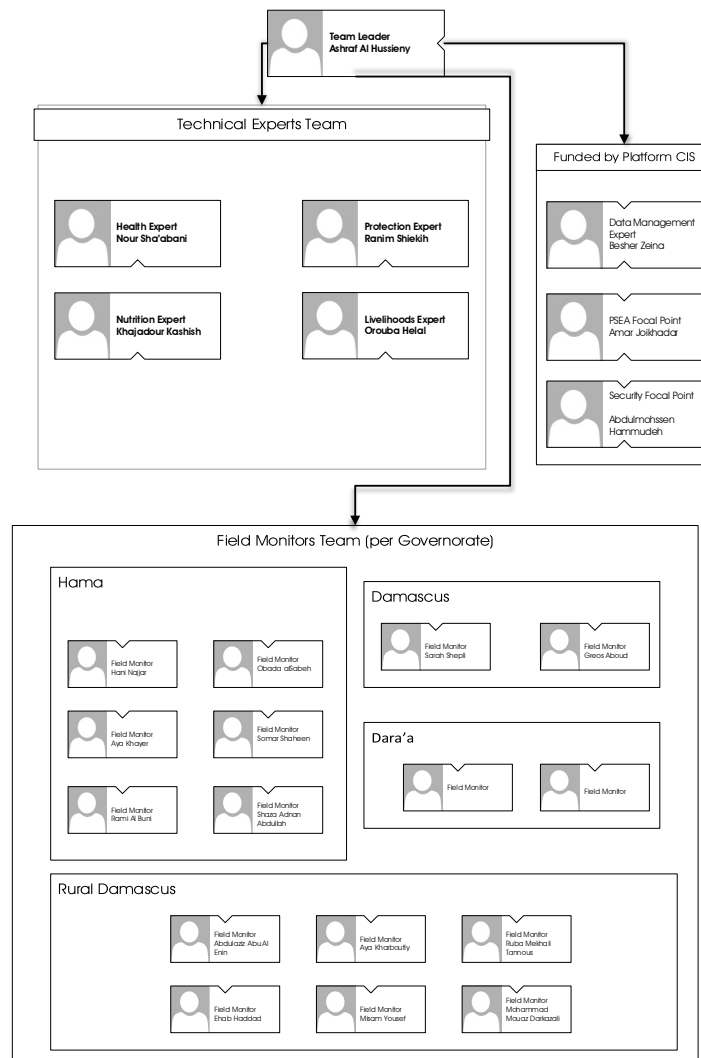 Team Leader
Ashraf Al Hussieny
Technical Experts Team
Health Expert
Nour Sha'abani
Protection Expert
Ranim Shiekih
Nutrition Expert
Khajadour Kashish
Livelihoods Expert
Orouba Helal
Funded by Platform CIS
Data Management
Expert
Besher Zeina
PSEA Focal Point
Amar Joikhadar
Security Focal Point
Abdulmohssen
Hammudeh
Field Monitors Team (per Governorate)
Hama
Field Monitor
Hani Najjar
Field Monitor
Obada alSabeh
Field Monitor
Aya Khayer
Field Monitor
Somar Shaheen
Field Monitor
Rami Al Buni
Field Monitor
Shaza Adnan
Abdullah
Damascus
Field Monitor
Sarah Shepli
Field Monitor
Greos Aboud
Dara'a
Field Monitor
Field Monitor
Rural Damascus
Field Monitor
Abdulaziz Abu Al
Enin
Field Monitor
Aya Kharboutly
Field Monitor
Ruba Mekhail
Tannous
Field Monitor
Ehab Haddad
Field Monitor
Misam Yousef
Field Monitor
Mohammad
Mouaz Darkazali